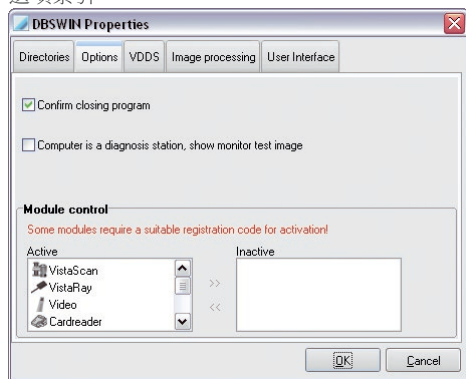 DBSWIN Properties
Directories Options VDDS Image processing User Interface
Confirm closing program
Computer is a diagnosis station, show monitor test image
Module control
Some modules require a suitable registration code for activation!
Active Inactive
VistaScan
VistaRay
Video
Cardreader
>>
<<
OK Cancel